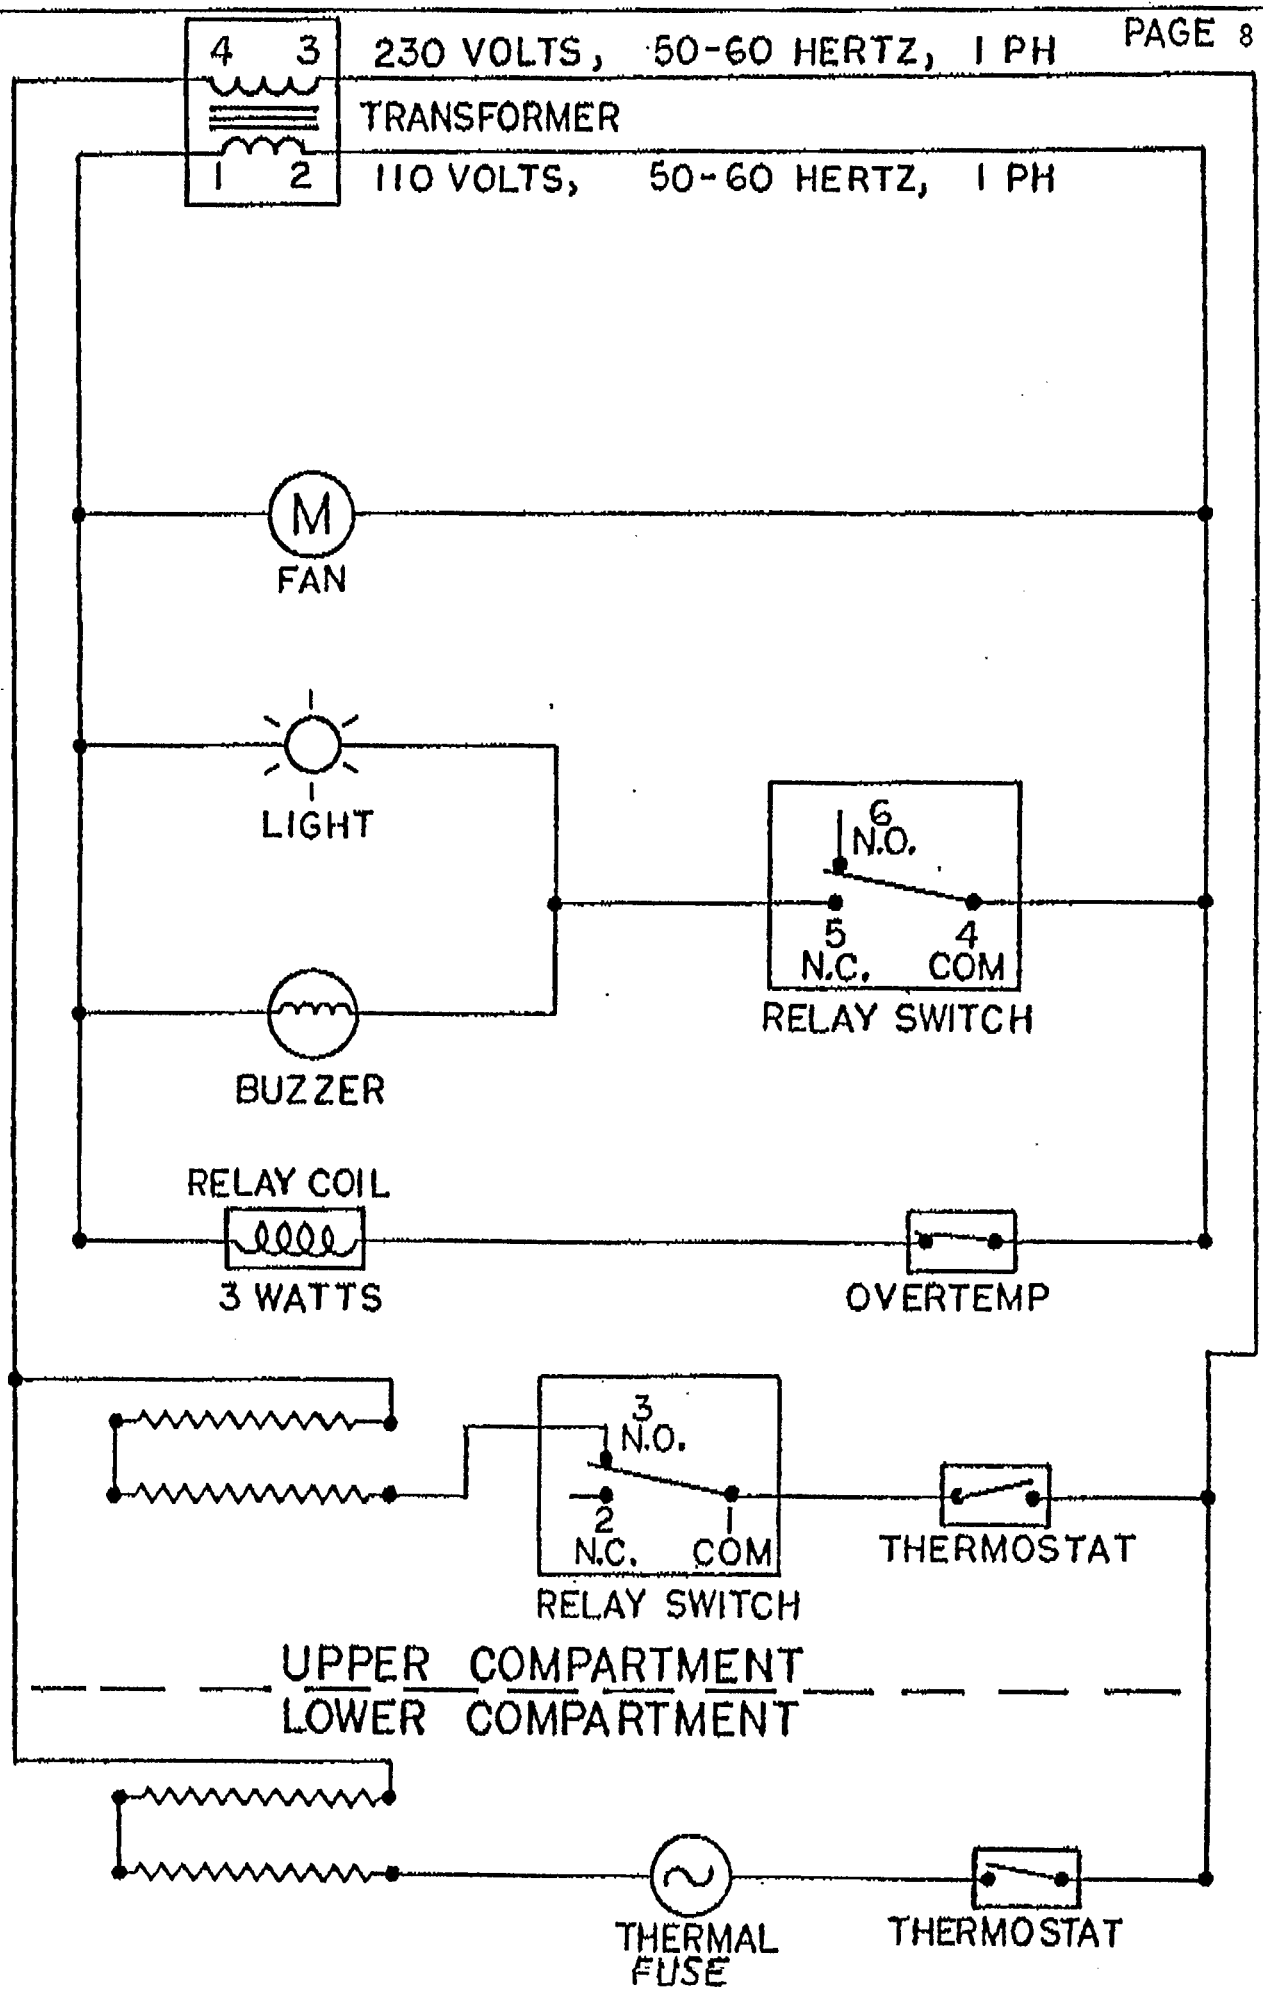 PAGE 8
4 3 230 VOLTS, 50-60 HERTZ, 1 PH
TRANSFORMER
1 2 110 VOLTS, 50-60 HERTZ, 1 PH
M
FAN
LIGHT
6
N.O.
5 4
N.C. COM
RELAY SWITCH
BUZZER
RELAY COIL
3 WATTS
OVERTEMP
3
N.O.
2 1
N.C. COM
RELAY SWITCH
THERMOSTAT
UPPER COMPARTMENT
LOWER COMPARTMENT
THERMAL
FUSE
THERMOSTAT